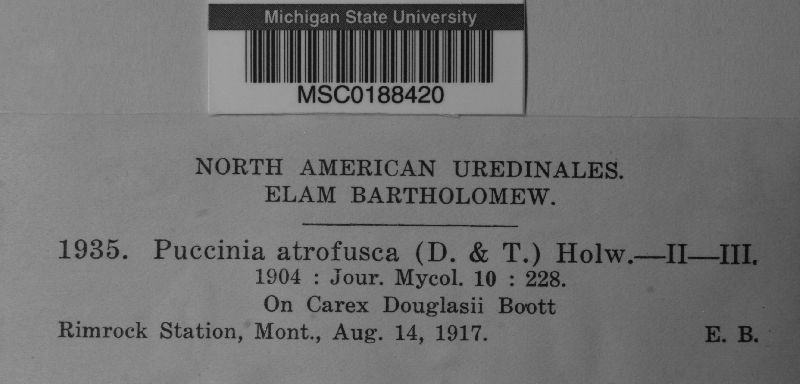 Michigan State University
MSC0188420
NORTH AMERICAN UREDINALES.
ELAM BARTHOLOMEW.
1935. Puccinia atrofusca (D. & T.) Holw.—II—III.
1904 : Jour. Mycol. 10 : 228.
On Carex Douglasii Boott
Rimrock Station, Mont., Aug. 14, 1917. E. B.